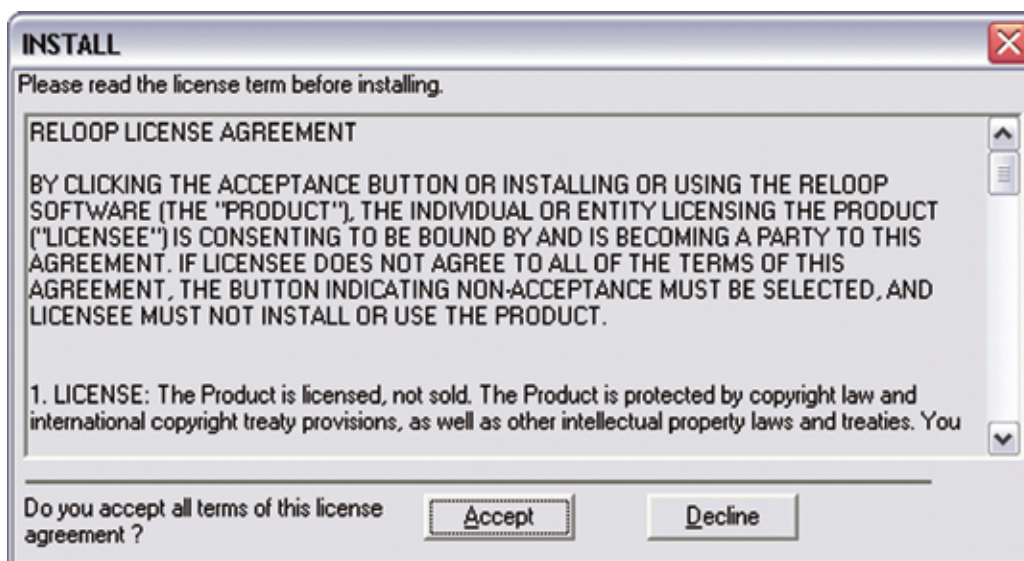 INSTALL
Please read the license term before installing.
RELOOP LICENSE AGREEMENT
BY CLICKING THE ACCEPTANCE BUTTON OR INSTALLING OR USING THE RELOOP
SOFTWARE (THE "PRODUCT"), THE INDIVIDUAL OR ENTITY LICENSING THE PRODUCT
("LICENSEE") IS CONSENTING TO BE BOUND BY AND IS BECOMING A PARTY TO THIS
AGREEMENT. IF LICENSEE DOES NOT AGREE TO ALL OF THE TERMS OF THIS
AGREEMENT, THE BUTTON INDICATING NON-ACCEPTANCE MUST BE SELECTED, AND
LICENSEE MUST NOT INSTALL OR USE THE PRODUCT.
1. LICENSE: The Product is licensed, not sold. The Product is protected by copyright law and
international copyright treaty provisions, as well as other intellectual property laws and treaties. You
Do you accept all terms of this license
agreement ?
Accept
Decline